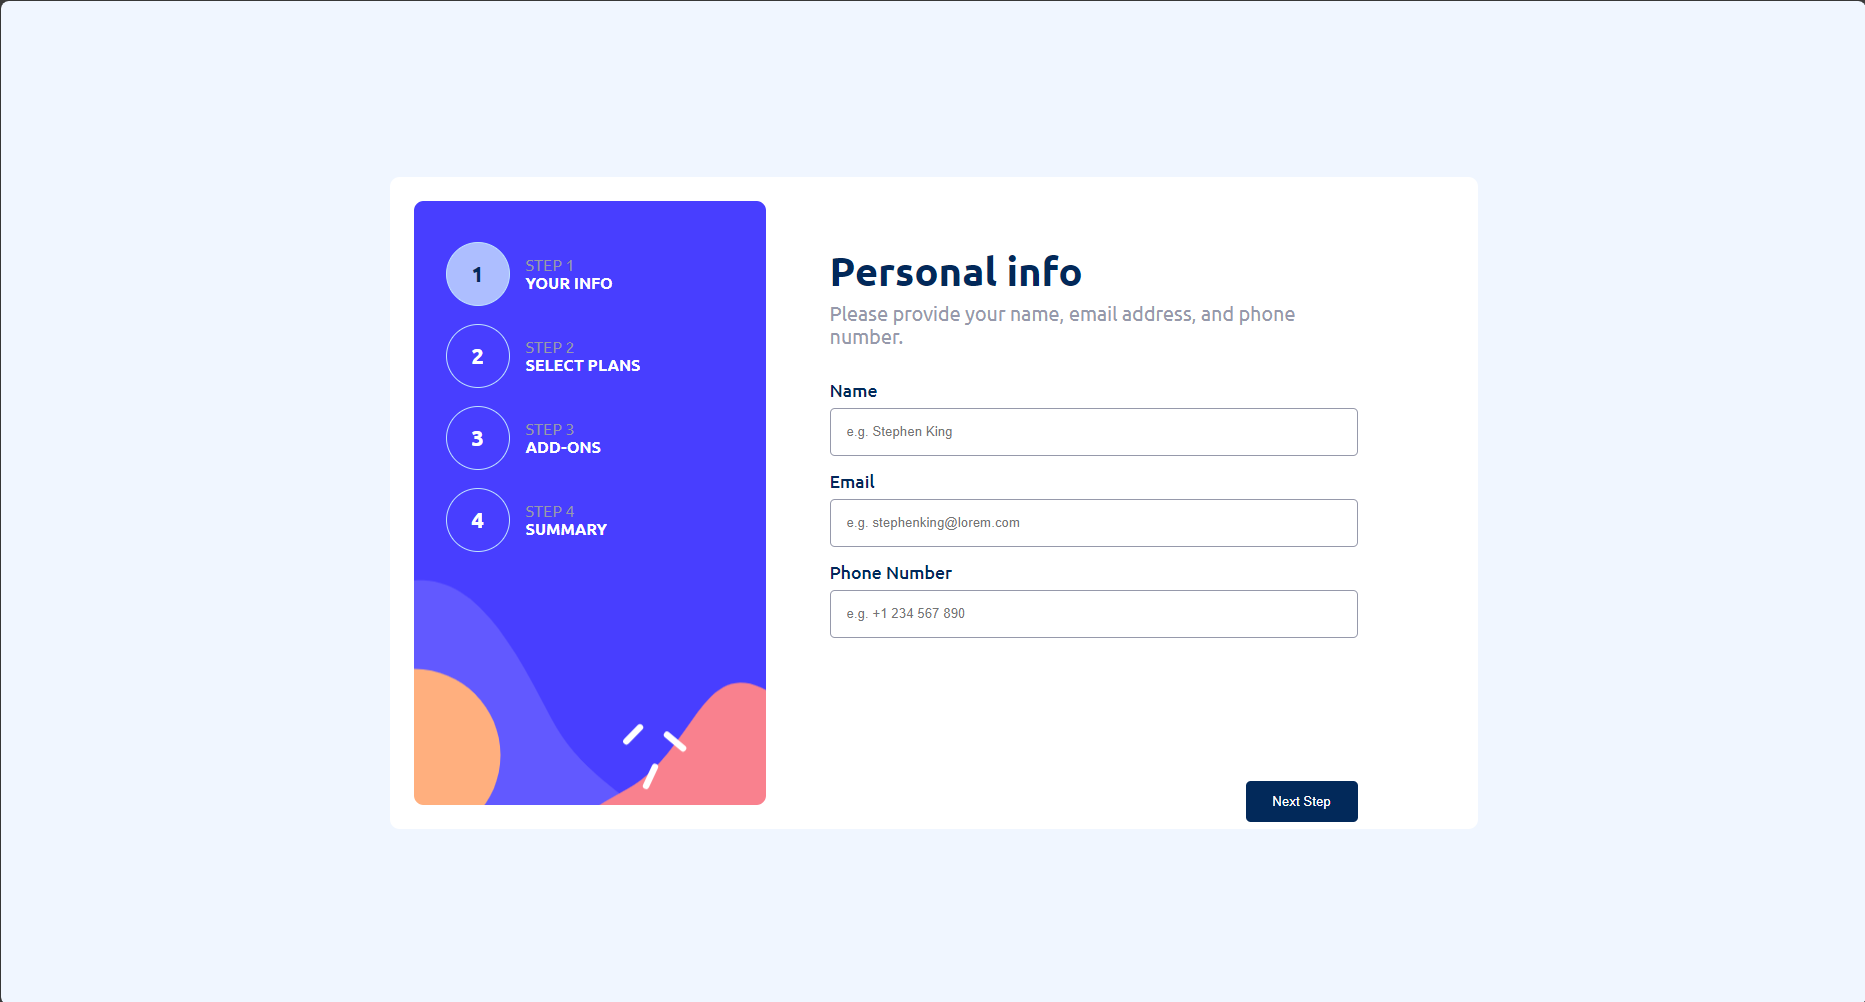 1
STEP 1
YOUR INFO
2
STEP 2
SELECT PLANS
3
STEP 3
ADD-ONS
4
STEP 4
SUMMARY
Personal info
Please provide your name, email address, and phone
number.
Name
e.g. Stephen King
Email
e.g. stephenking@lorem.com
Phone Number
e.g. +1 234 567 890
Next Step